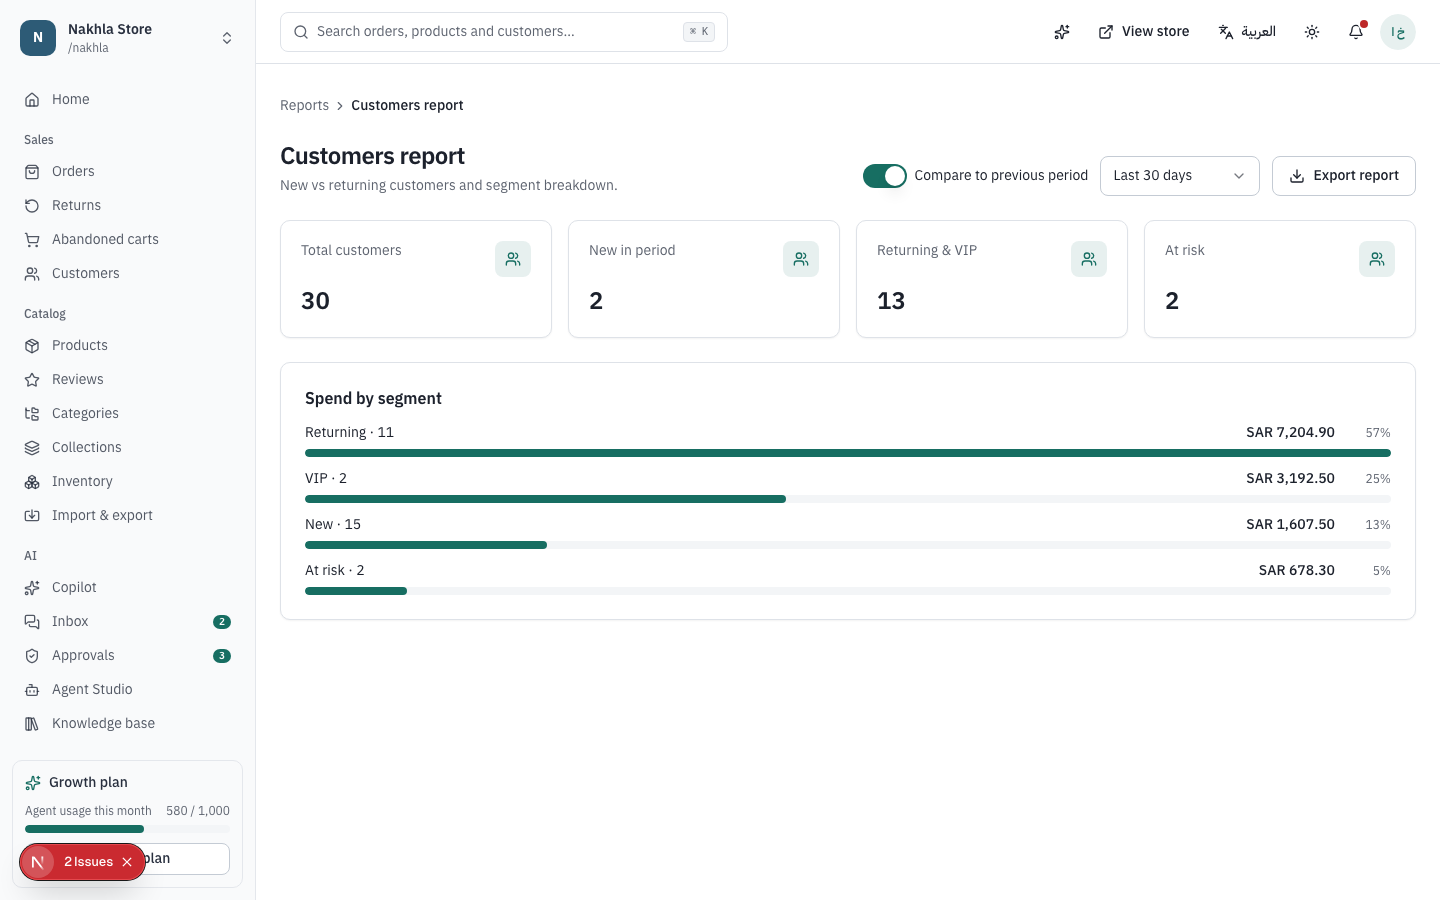 N
Nakhla Store
/nakhla
Search orders, products and customers...
⌘ K
View store
العربية
خ ا
Home
Sales
Orders
Returns
Abandoned carts
Customers
Catalog
Products
Reviews
Categories
Collections
Inventory
Import & export
AI
Copilot
Inbox
2
Approvals
3
Agent Studio
Knowledge base
Growth plan
Agent usage this month
580 / 1,000
plan
N
2 Issues
Reports
Customers report
Customers report
New vs returning customers and segment breakdown.
Compare to previous period
Last 30 days
Export report
Total customers
30
New in period
2
Returning & VIP
13
At risk
2
Spend by segment
Returning · 11
SAR 7,204.90
57%
VIP · 2
SAR 3,192.50
25%
New · 15
SAR 1,607.50
13%
At risk · 2
SAR 678.30
5%